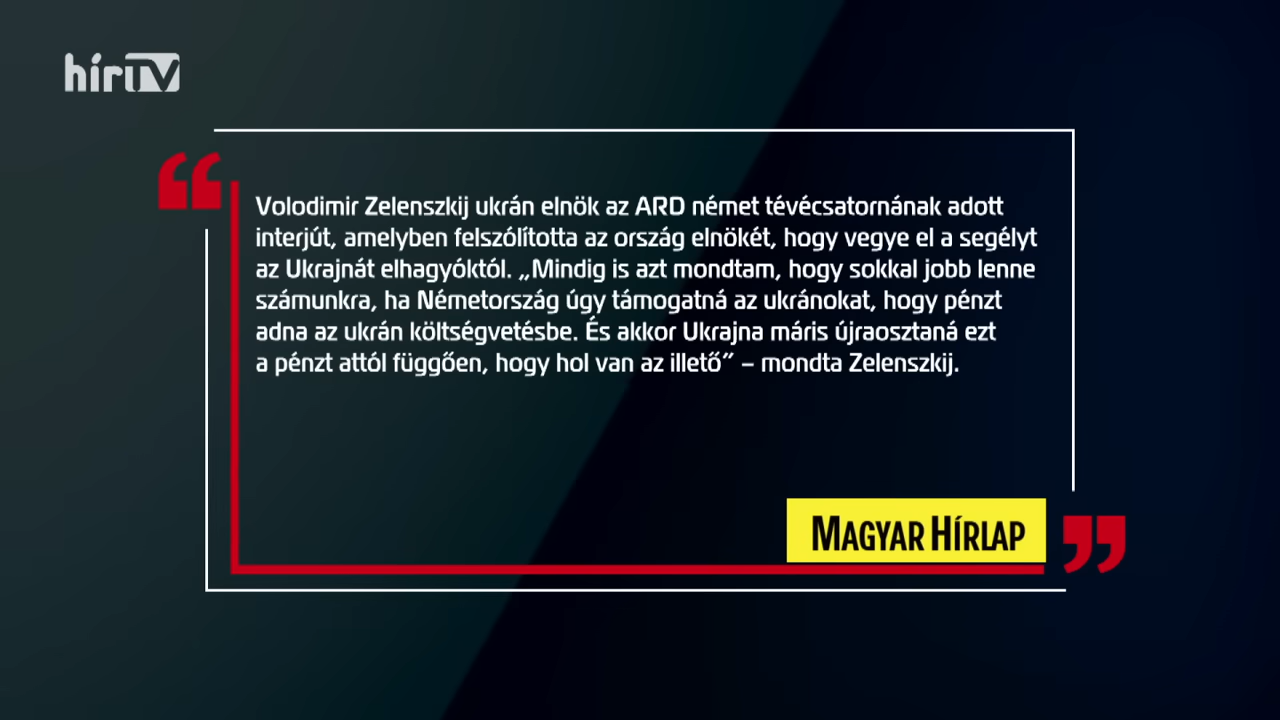 hírTV
Volodimir Zelenszkij ukrán elnök az ARD német tévécsatornának adott
interjút, amelyben felszólította az ország elnökét, hogy vegye el a segélyt
az Ukrajnát elhagyóktól. „Mindig is azt mondtam, hogy sokkal jobb lenne
számunkra, ha Németország úgy támogatná az ukránokat, hogy pénzt
adna az ukrán költségvetésbe. És akkor Ukrajna máris újraosztaná ezt
a pénzt attól függően, hogy hol van az illető” – mondta Zelenszkij.
MAGYAR HÍRLAP